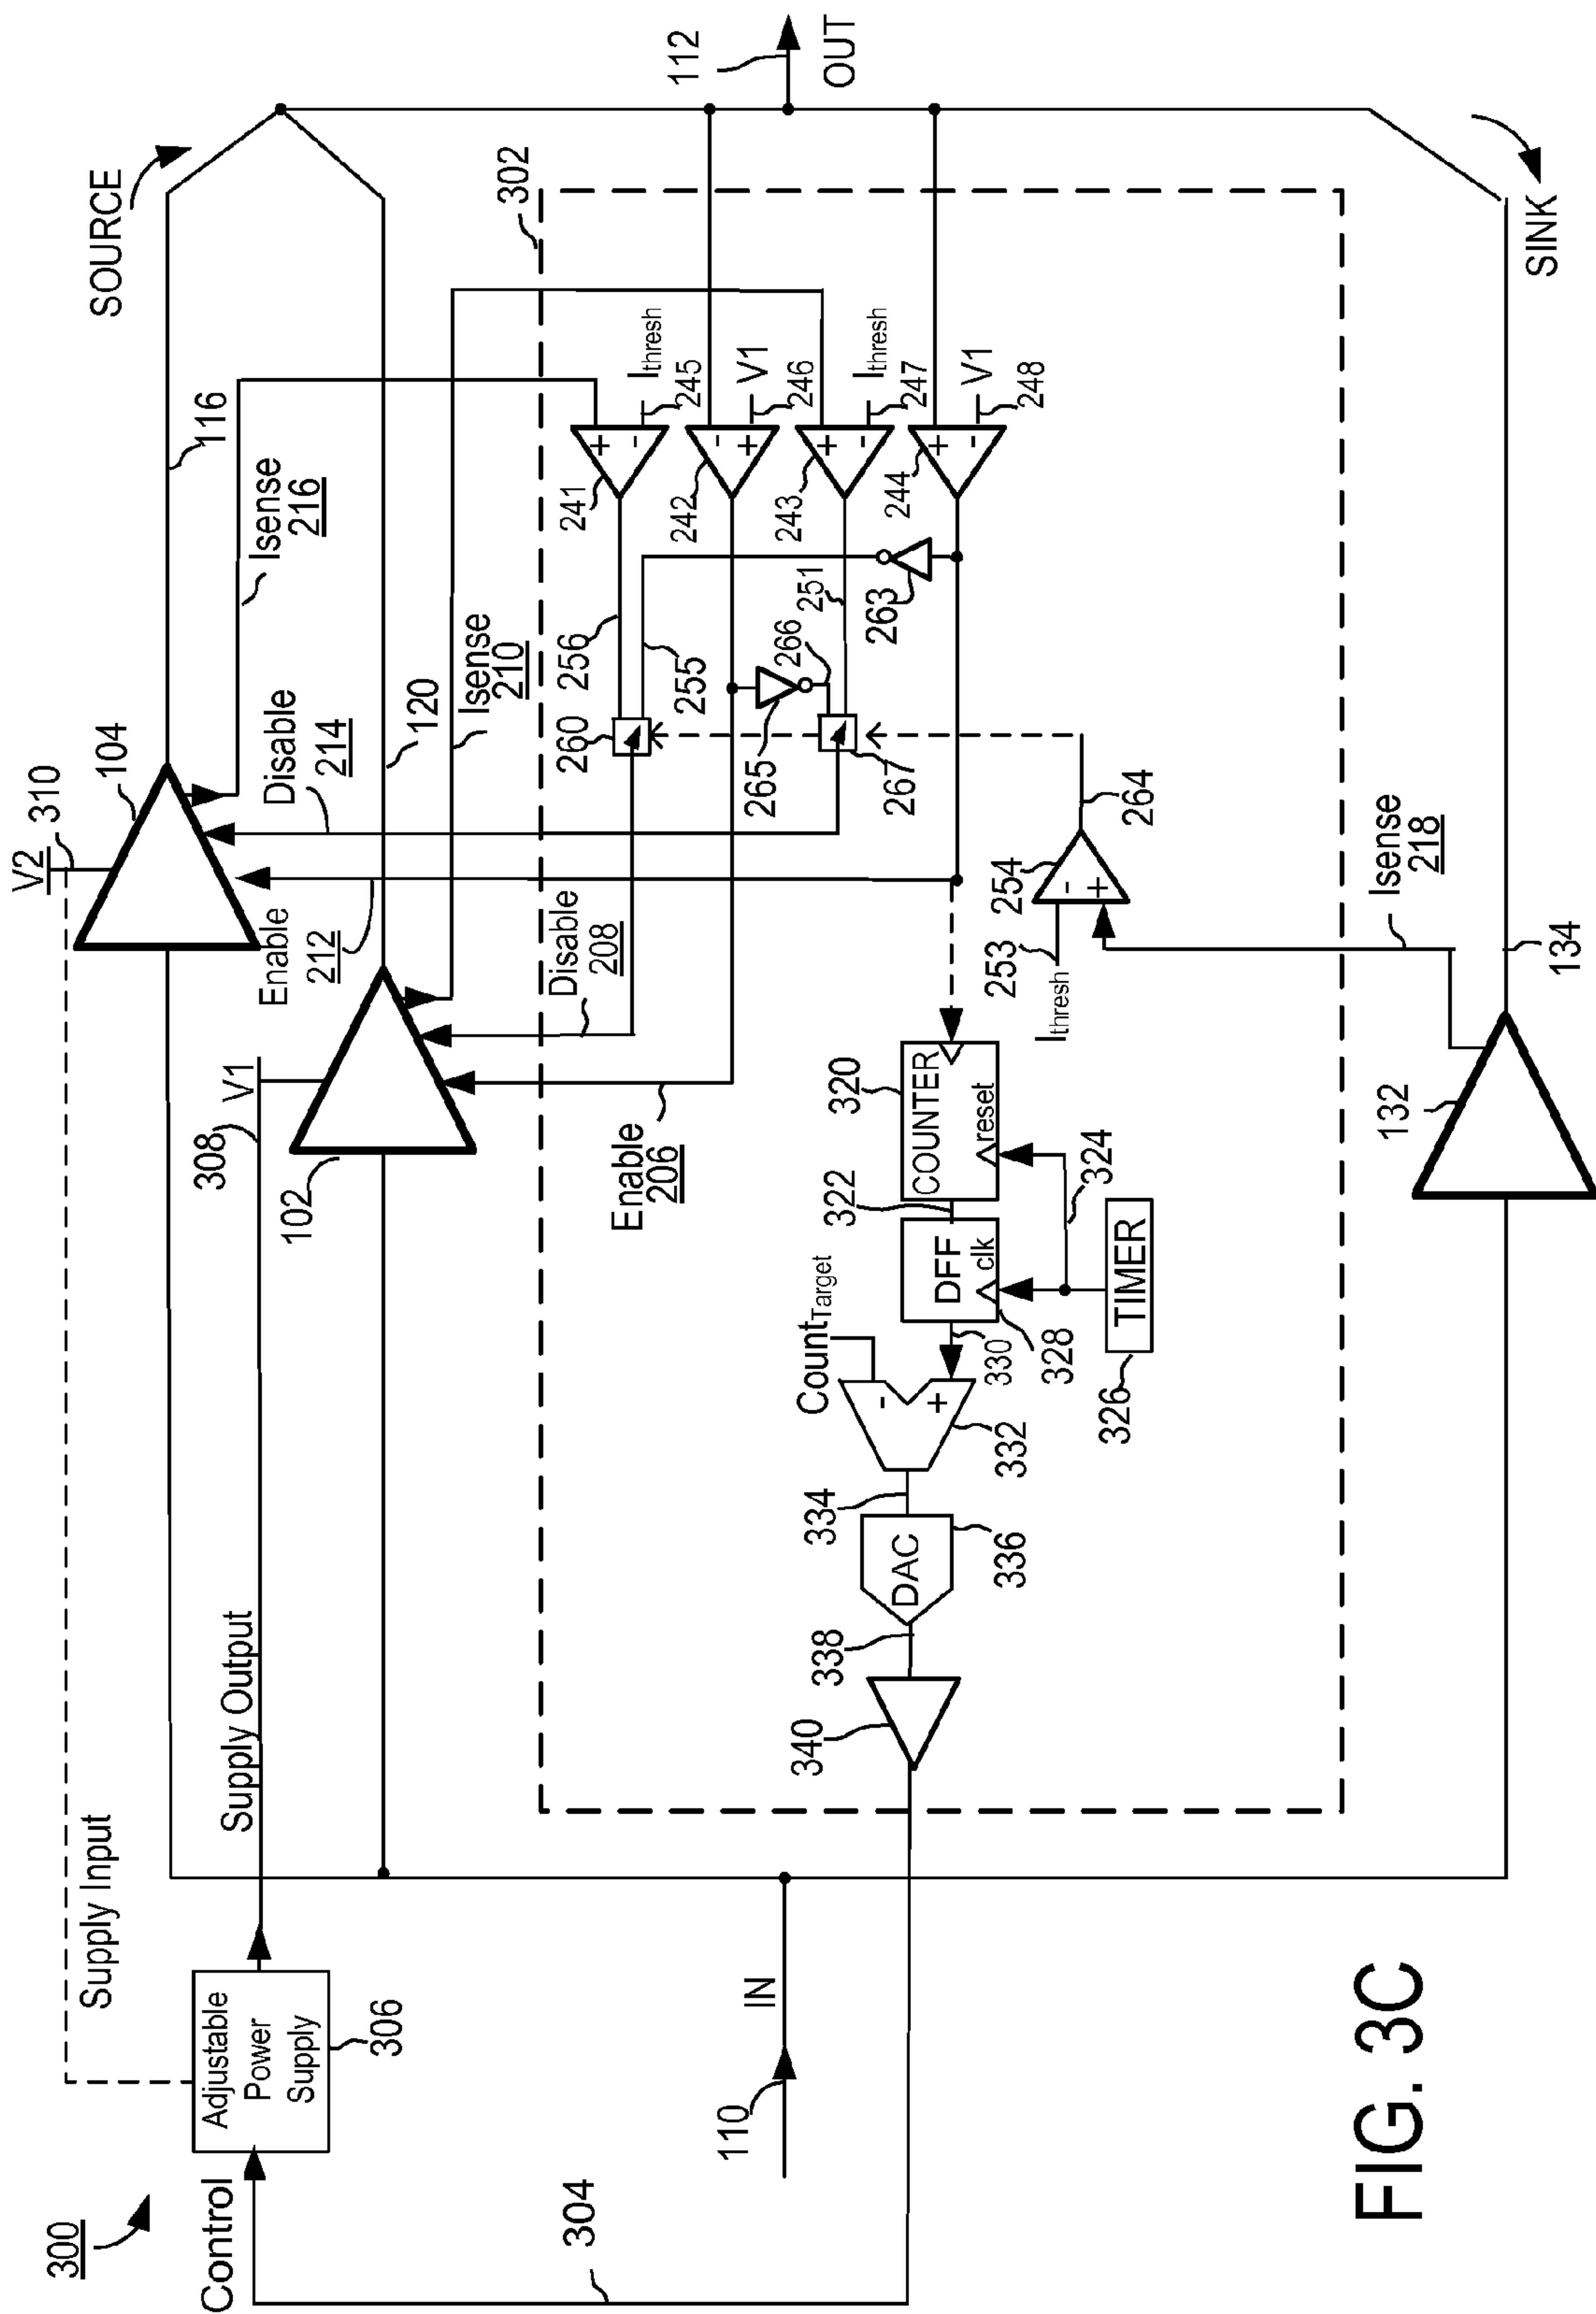 300
Control
304
Adjustable
Power
Supply
306
Supply Input
Supply Output
308
V1
V2
310
104
102
110
IN
Enable
212
Disable
214
Enable
206
Disable
208
120
116
Isense
216
Isense
210
SOURCE
112
OUT
302
Ithresh
245
V1
246
Ithresh
247
V1
248
+
-
241
-
+
242
+
-
243
+
-
244
256
255
260
265
266
251
263
267
264
254
-
+
253
Ithresh
Isense
218
134
132
SINK
COUNTER
reset
320
322
324
DFF
clk
328
330
TIMER
326
CountTarget
-
+
332
334
DAC
336
338
340
FIG. 3C